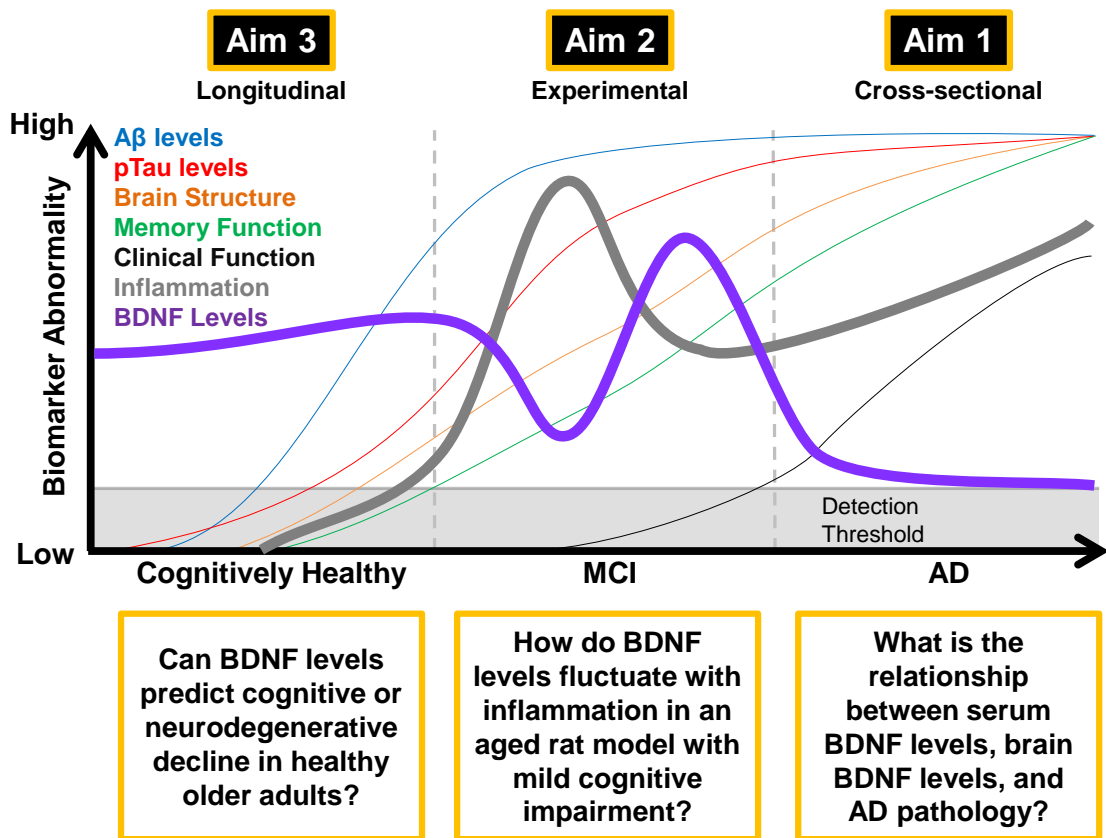 Aim 3
Aim 2
Aim 1
Longitudinal
Experimental
Cross-sectional
High
Aβ levels
pTau levels
Brain Structure
Memory Function
Clinical Function
Inflammation
BDNF Levels
Biomarker Abnormality
Detection
Threshold
Low
Cognitively Healthy
MCI
AD
Can BDNF levels
predict cognitive or
neurodegenerative
decline in healthy
older adults?
How do BDNF
levels fluctuate with
inflammation in an
aged rat model with
mild cognitive
impairment?
What is the
relationship
between serum
BDNF levels, brain
BDNF levels, and
AD pathology?